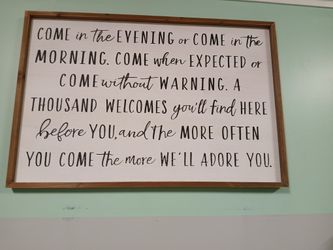 COME in the EVENING or COME in the
MORNING. COME when EXPECTED or
COME without WARNING. A
THOUSAND WELCOMES you'll find HERE
before YOU, and the MORE OFTEN
YOU COME the more WE'LL ADORE YOU.